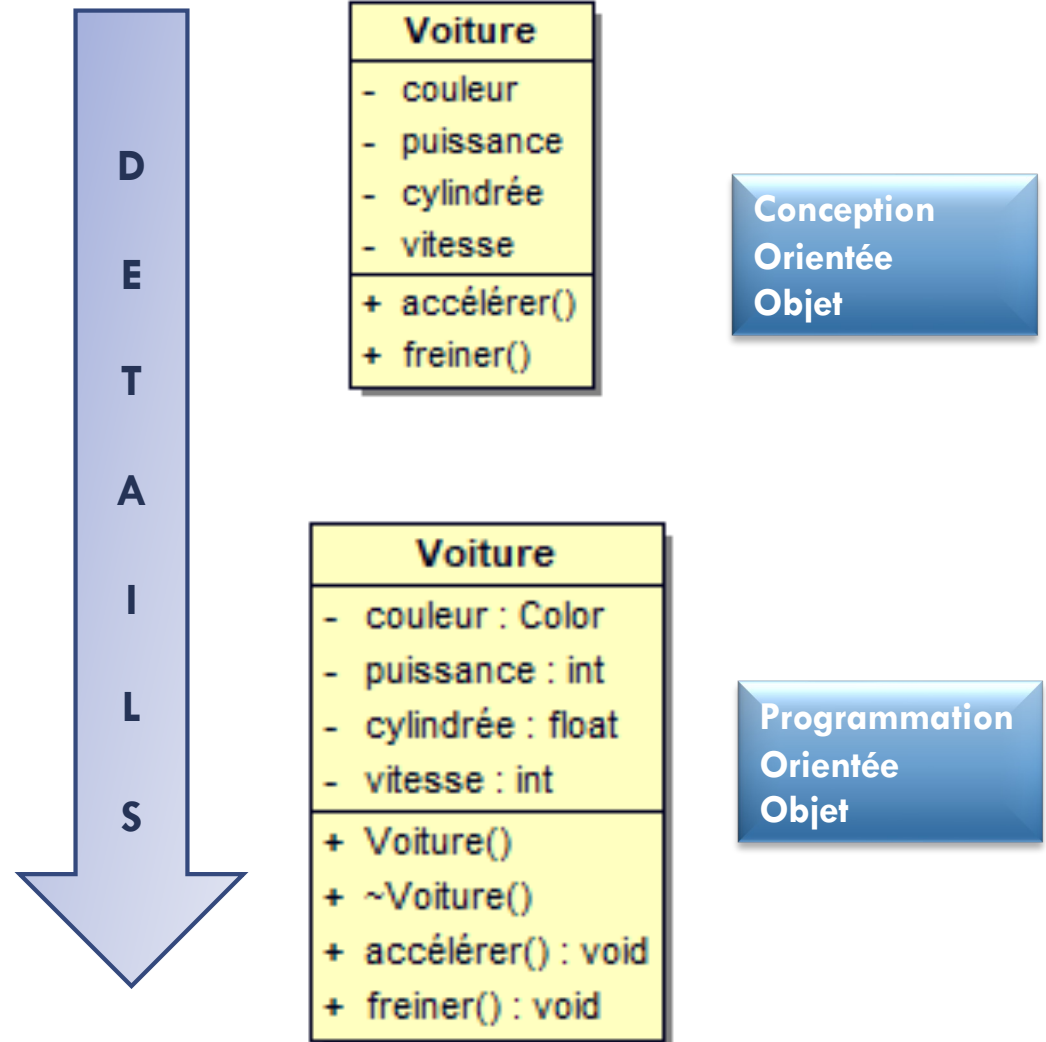 D
E
T
A
I
L
S
Voiture
- couleur
- puissance
- cylindrée
- vitesse
+ accélérer()
+ freiner()
Conception
Orientée
Objet
Voiture
- couleur : Color
- puissance : int
- cylindrée : float
- vitesse : int
+ Voiture()
+ ~Voiture()
+ accélérer() : void
+ freiner() : void
Programmation
Orientée
Objet